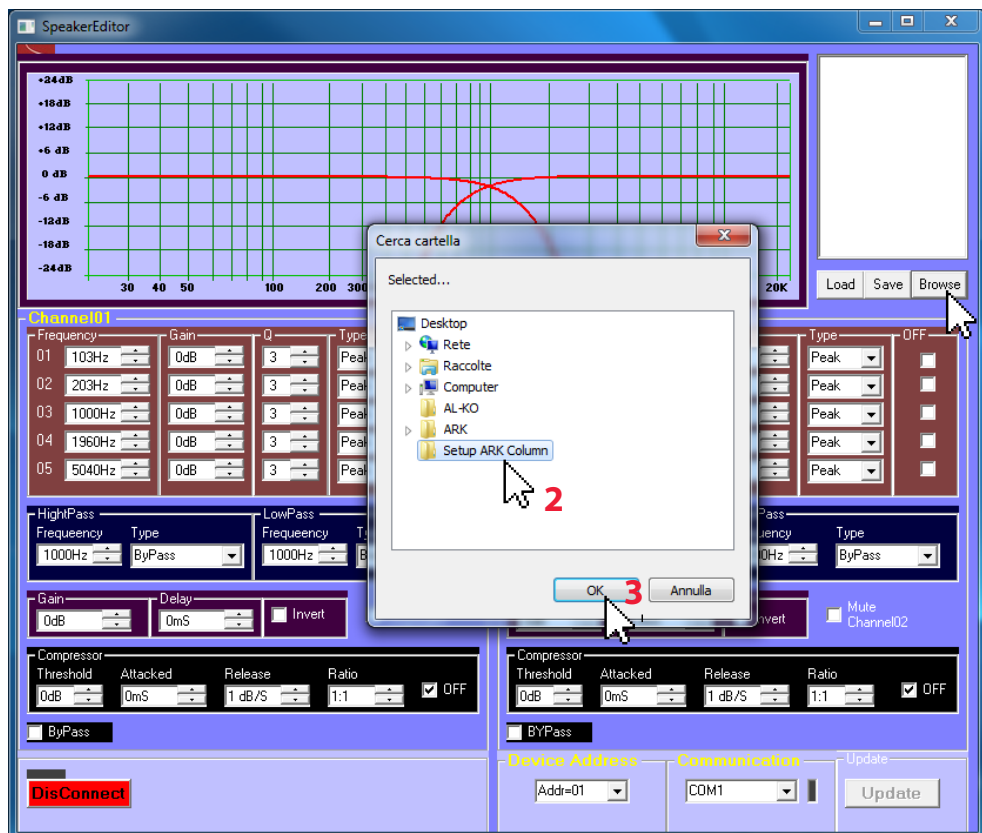 SpeakerEditor
+24dB
+18dB
+12dB
+6 dB
0 dB
-6 dB
-12dB
-18dB
-24dB
30 40 50 100 200 300 20K
Load Save Browse
Cerca cartella
Selected...
Desktop
Rete
Raccolte
Computer
AL-KO
ARK
Setup ARK Column
2
OK 3 Annulla
Channel01
Frequency Gain Q Type
01 103Hz 0dB 3 Peak
02 203Hz 0dB 3 Peak
03 1000Hz 0dB 3 Peak
04 1960Hz 0dB 3 Peak
05 5040Hz 0dB 3 Peak
Type OFF
Peak
Peak
Peak
Peak
Peak
HightPass LowPass
Frequeency Type Frequeency
1000Hz ByPass 1000Hz
Type
ByPass
Gain Delay
0dB 0mS Invert
Mute
Channel02
Compressor
Threshold Attacked Release Ratio
0dB 0mS 1 dB/S 1:1 OFF
ByPass
Compressor
Threshold Attacked Release Ratio
0dB 0mS 1 dB/S 1:1 OFF
BYPass
DisConnect
Device Address Communication Update
Addr=01 COM1 Update